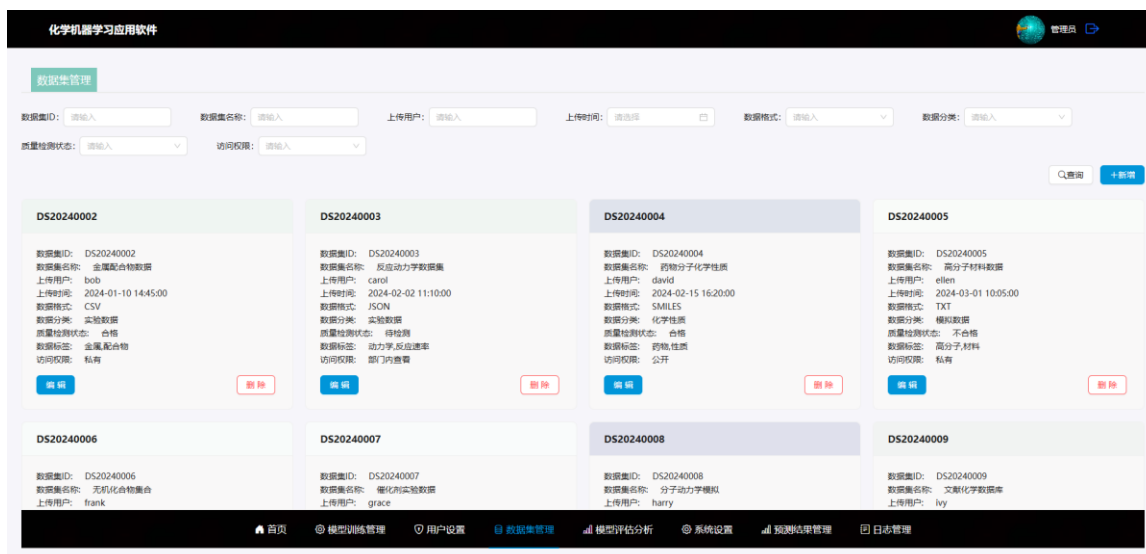 化学机器学习应用软件
管理员
数据集管理
数据集ID: 请输入 数据集名称: 请输入 上传用户: 请输入 上传时间: 请选择 数据格式: 请输入 数据分类: 请输入
质量检测状态: 请输入 访问权限: 请输入
查询 +新增
DS20240002
数据集ID: DS20240002
数据集名称: 金属配合物数据
上传用户: bob
上传时间: 2024-01-10 14:45:00
数据格式: CSV
数据分类: 实验数据
质量检测状态: 合格
数据标签: 金属,配合物
访问权限: 私有
编辑 删除
DS20240003
数据集ID: DS20240003
数据集名称: 反应动力学数据集
上传用户: carol
上传时间: 2024-02-02 11:10:00
数据格式: JSON
数据分类: 实验数据
质量检测状态: 待检测
数据标签: 动力学,反应速率
访问权限: 部门内查看
编辑 删除
DS20240004
数据集ID: DS20240004
数据集名称: 药物分子化学性质
上传用户: david
上传时间: 2024-02-15 16:20:00
数据格式: SMILES
数据分类: 化学性质
质量检测状态: 合格
数据标签: 药物,性质
访问权限: 公开
编辑 删除
DS20240005
数据集ID: DS20240005
数据集名称: 高分子材料数据
上传用户: ellen
上传时间: 2024-03-01 10:05:00
数据格式: TXT
数据分类: 模拟数据
质量检测状态: 不合格
数据标签: 高分子,材料
访问权限: 私有
编辑 删除
DS20240006
数据集ID: DS20240006
数据集名称: 无机化合物集合
上传用户: frank
DS20240007
数据集ID: DS20240007
数据集名称: 催化剂实验数据
上传用户: grace
DS20240008
数据集ID: DS20240008
数据集名称: 分子动力学模拟
上传用户: harry
DS20240009
数据集ID: DS20240009
数据集名称: 文献化学数据库
上传用户: ivy
首页 模型训练管理 用户设置 数据集管理 模型评估分析 系统设置 预测结果管理 日志管理